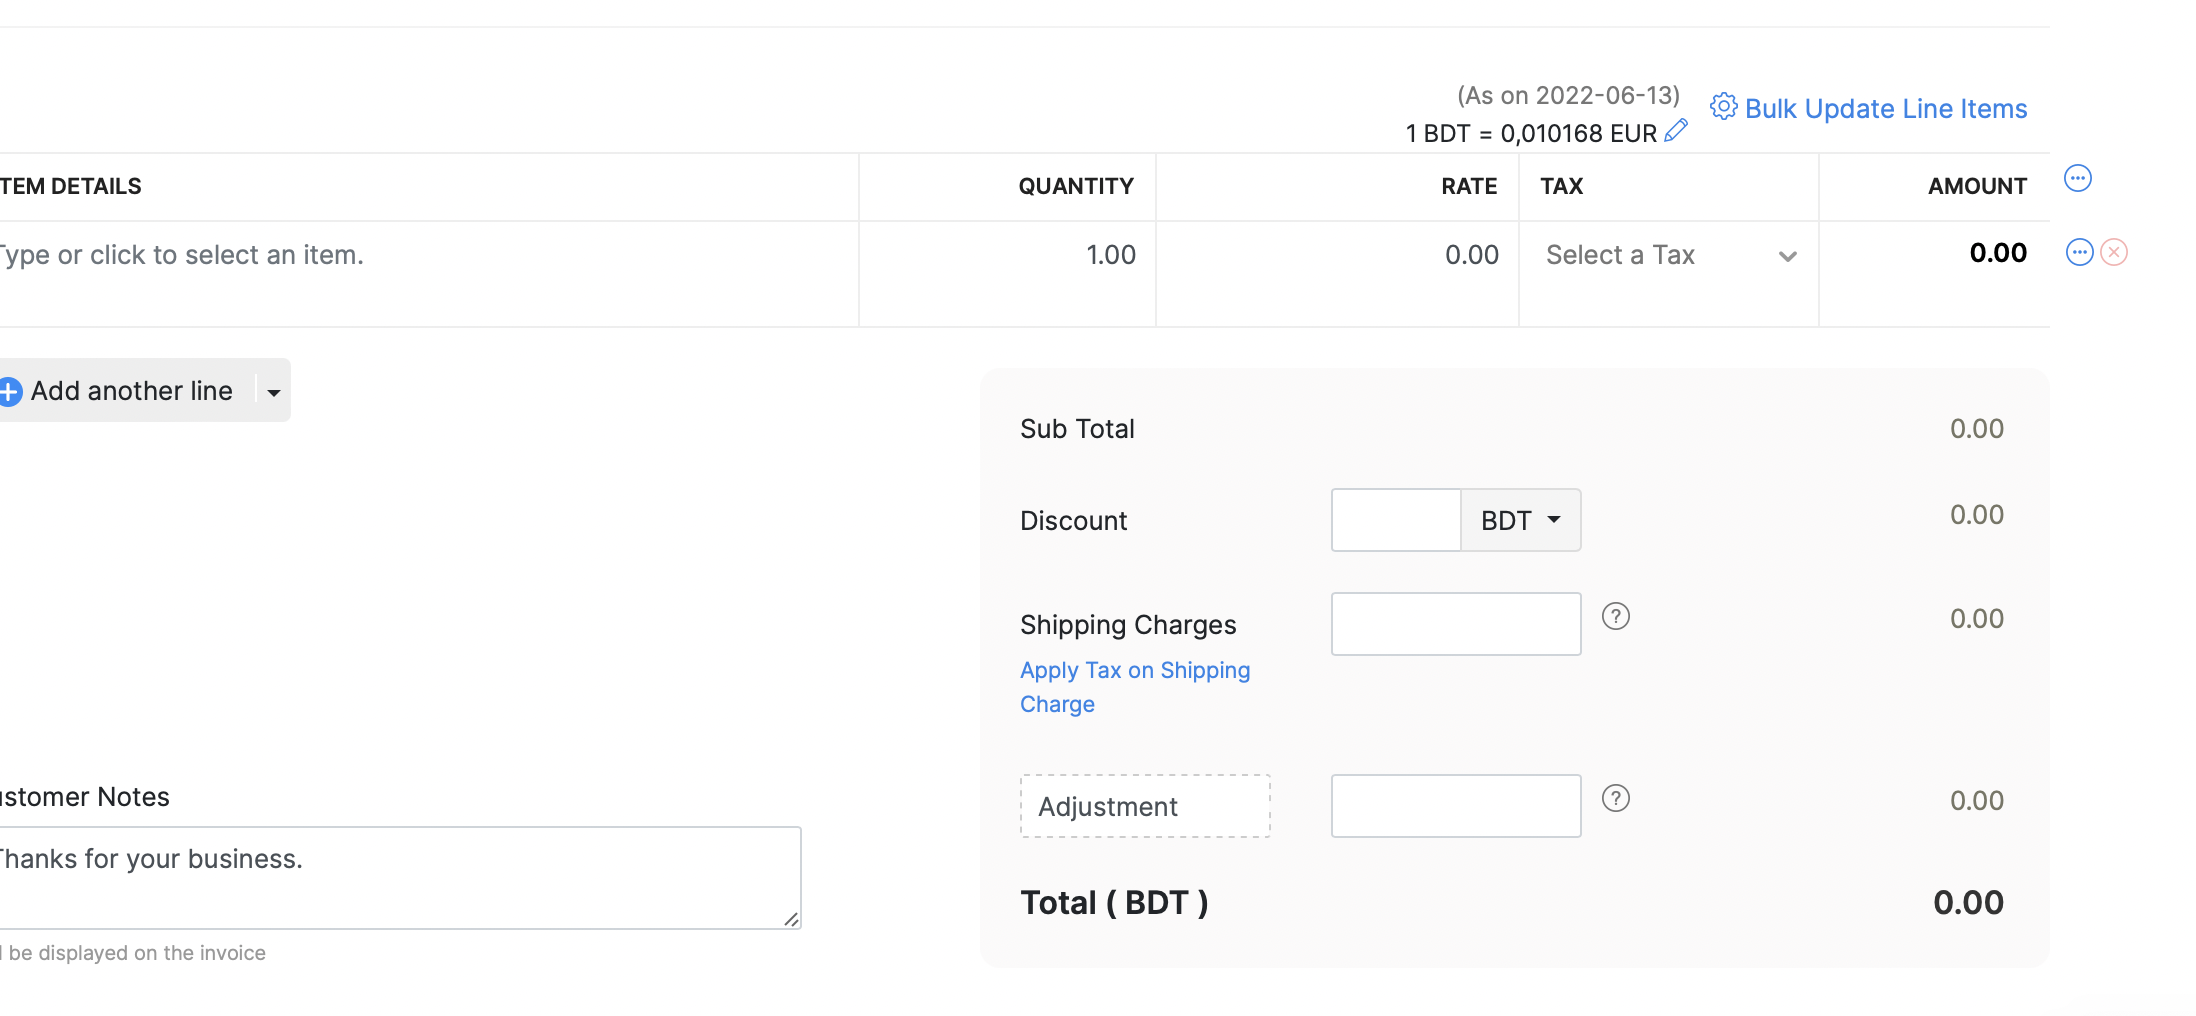 (As on 2022-06-13)
Bulk Update Line Items
1 BDT = 0,010168 EUR
TEM DETAILS QUANTITY RATE TAX AMOUNT
Type or click to select an item. 1.00 0.00 Select a Tax 0.00
Add another line
Sub Total 0.00
Discount BDT 0.00
Shipping Charges 0.00
Apply Tax on Shipping
Charge
Adjustment 0.00
Total ( BDT ) 0.00
ustomer Notes
Thanks for your business.
l be displayed on the invoice